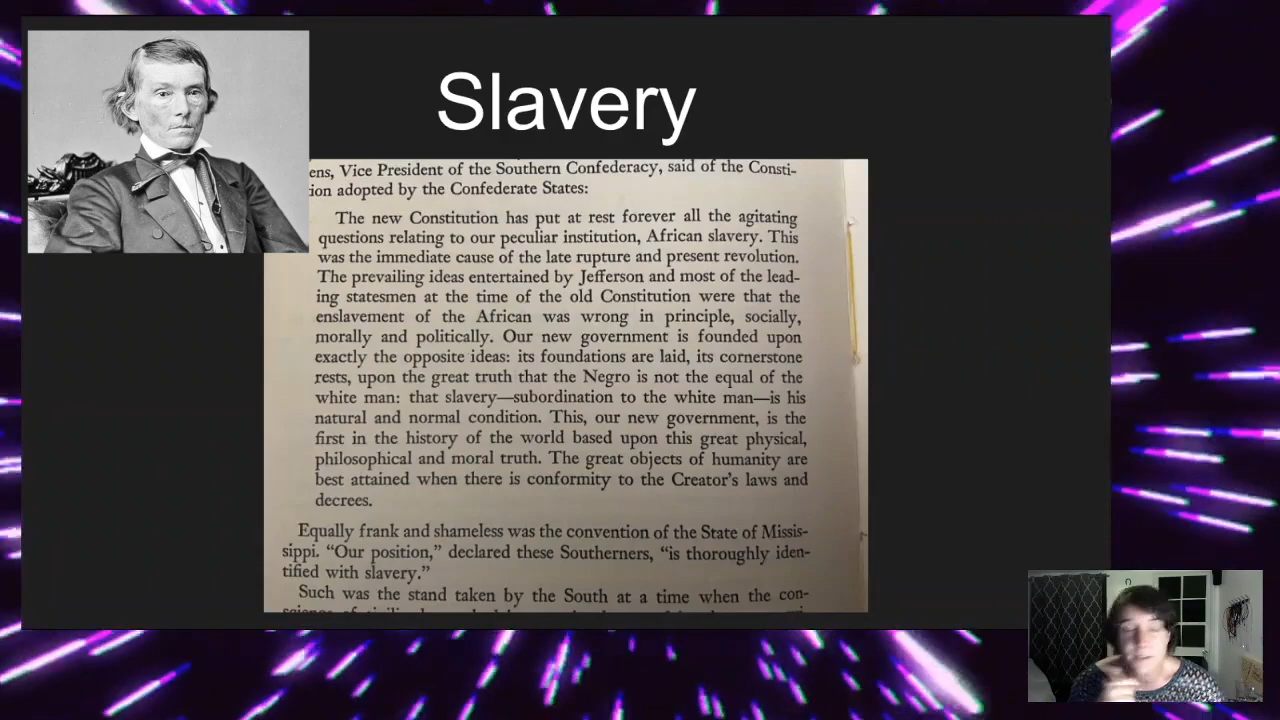 Slavery
ens, Vice President of the Southern Confederacy, said of the Consti-
ion adopted by the Confederate States:
The new Constitution has put at rest forever all the agitating
questions relating to our peculiar institution, African slavery. This
was the immediate cause of the late rupture and present revolution.
The prevailing ideas entertained by Jefferson and most of the lead-
ing statesmen at the time of the old Constitution were that the
enslavement of the African was wrong in principle, socially,
morally and politically. Our new government is founded upon
exactly the opposite ideas: its foundations are laid, its cornerstone
rests, upon the great truth that the Negro is not the equal of the
white man: that slavery—subordination to the white man—is his
natural and normal condition. This, our new government, is the
first in the history of the world based upon this great physical,
philosophical and moral truth. The great objects of humanity are
best attained when there is conformity to the Creator's laws and
decrees.
Equally frank and shameless was the convention of the State of Missis-
sippi. “Our position,” declared these Southerners, “is thoroughly iden-
tified with slavery.”
Such was the stand taken by the South at a time when the con-